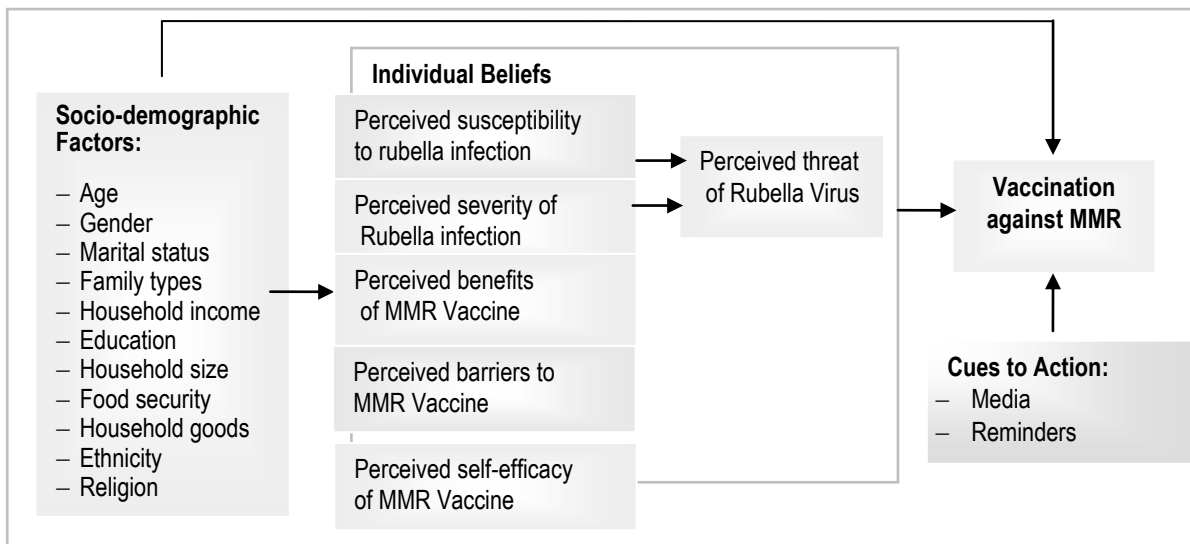 Socio-demographic
Factors:
– Age
– Gender
– Marital status
– Family types
– Household income
– Education
– Household size
– Food security
– Household goods
– Ethnicity
– Religion
Individual Beliefs
Perceived susceptibility
to rubella infection
Perceived severity of
Rubella infection
Perceived benefits
of MMR Vaccine
Perceived barriers to
MMR Vaccine
Perceived self-efficacy
of MMR Vaccine
Perceived threat
of Rubella Virus
Vaccination
against MMR
Cues to Action:
– Media
– Reminders